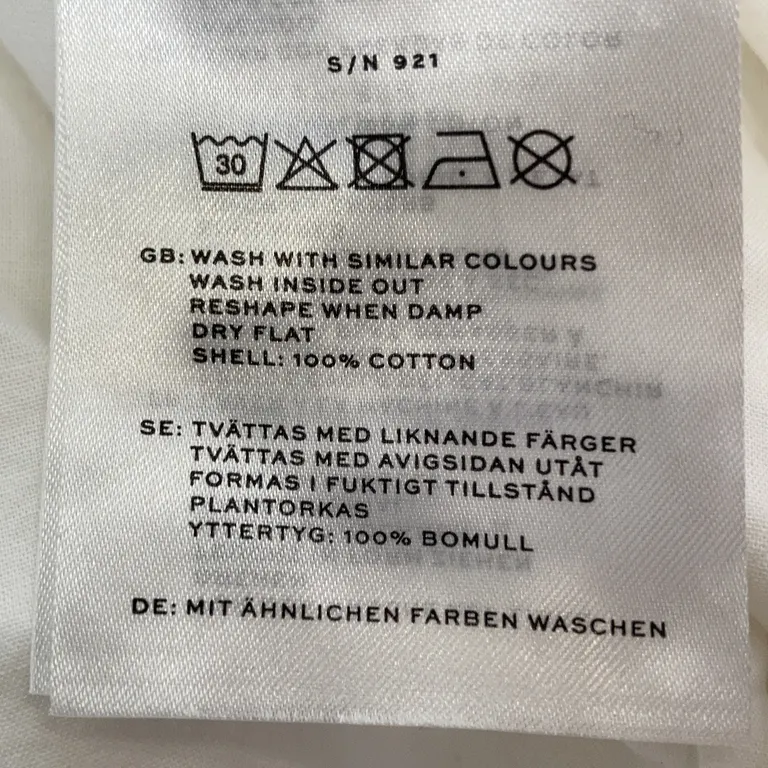 S/N 921
30
GB: WASH WITH SIMILAR COLOURS
WASH INSIDE OUT
RESHAPE WHEN DAMP
DRY FLAT
SHELL: 100% COTTON
SE: TVÄTTAS MED LIKNANDE FÄRGER
TVÄTTAS MED AVIGSIDAN UTÅT
FORMAS I FUKTIGT TILLSTÅND
PLANTORKAS
YTTERTYG: 100% BOMULL
DE: MIT ÄHNLICHEN FARBEN WASCHEN